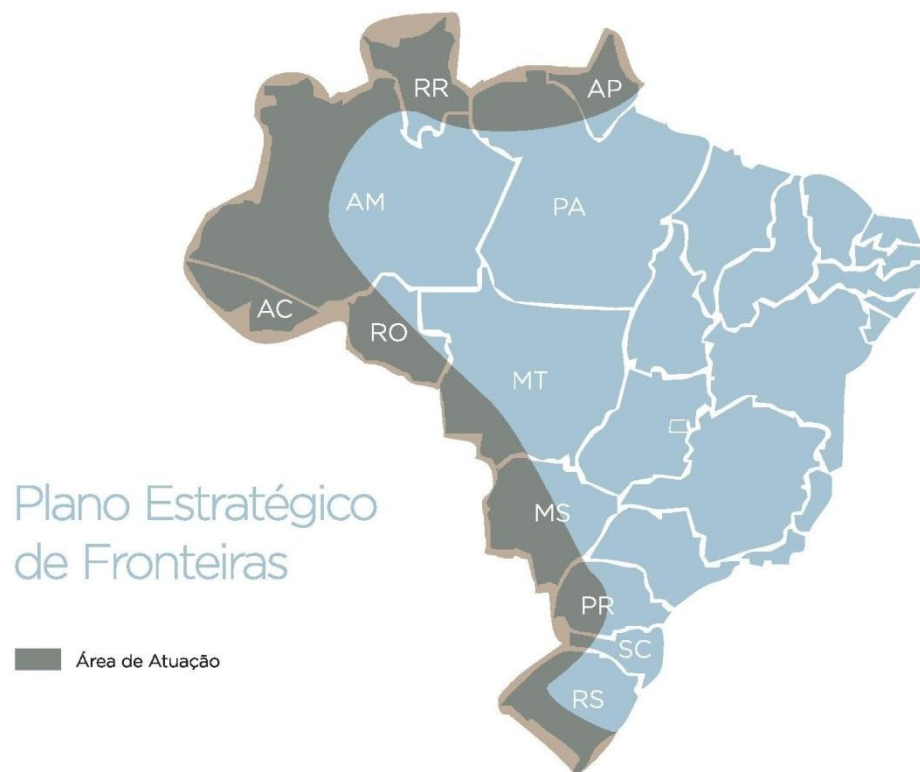 RR
AP
AM
PA
AC
RO
MT
Plano Estratégico
de Fronteiras
MS
PR
SC
Área de Atuação
RS